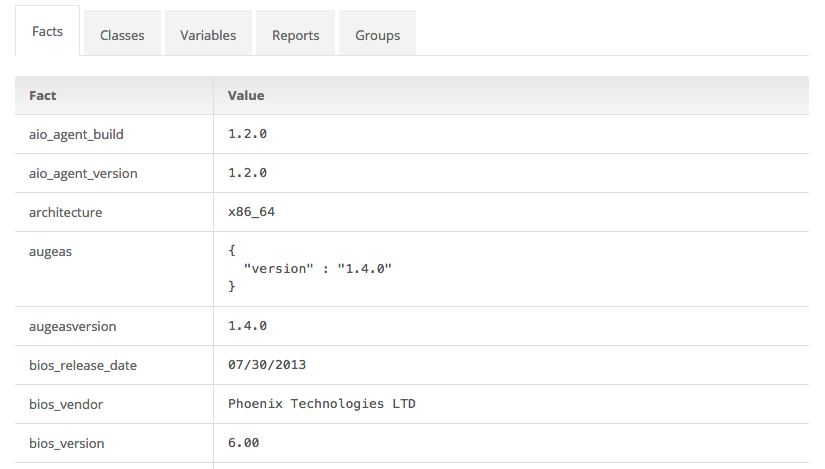 Facts Classes Variables Reports Groups
Fact Value
aio_agent_build 1.2.0
aio_agent_version 1.2.0
architecture x86_64
augeas {
"version" : "1.4.0"
}
augeasversion 1.4.0
bios_release_date 07/30/2013
bios_vendor Phoenix Technologies LTD
bios_version 6.00